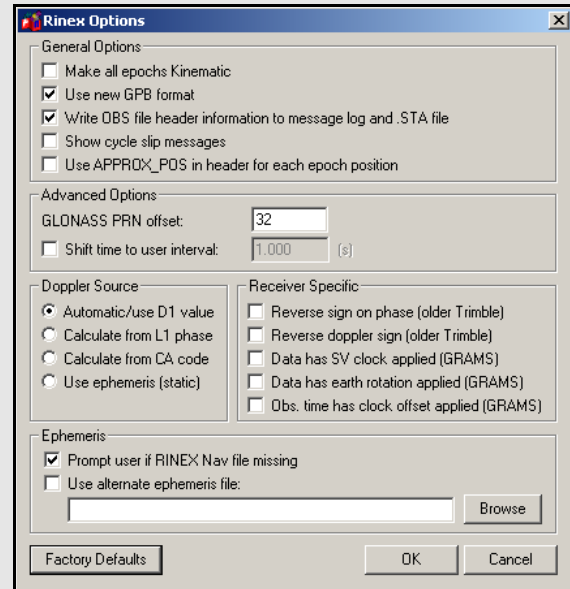 Rinex Options
General Options
Make all epochs Kinematic
Use new GPB format
Write OBS file header information to message log and .STA file
Show cycle slip messages
Use APPROX_POS in header for each epoch position
Advanced Options
GLONASS PRN offset: 32
Shift time to user interval: 1.000 (s)
Doppler Source
Automatic/use D1 value
Calculate from L1 phase
Calculate from CA code
Use ephemeris (static)
Receiver Specific
Reverse sign on phase (older Trimble)
Reverse doppler sign (older Trimble)
Data has SV clock applied (GRAMS)
Data has earth rotation applied (GRAMS)
Obs. time has clock offset applied (GRAMS)
Ephemeris
Prompt user if RINEX Nav file missing
Use alternate ephemeris file:
Browse
Factory Defaults OK Cancel